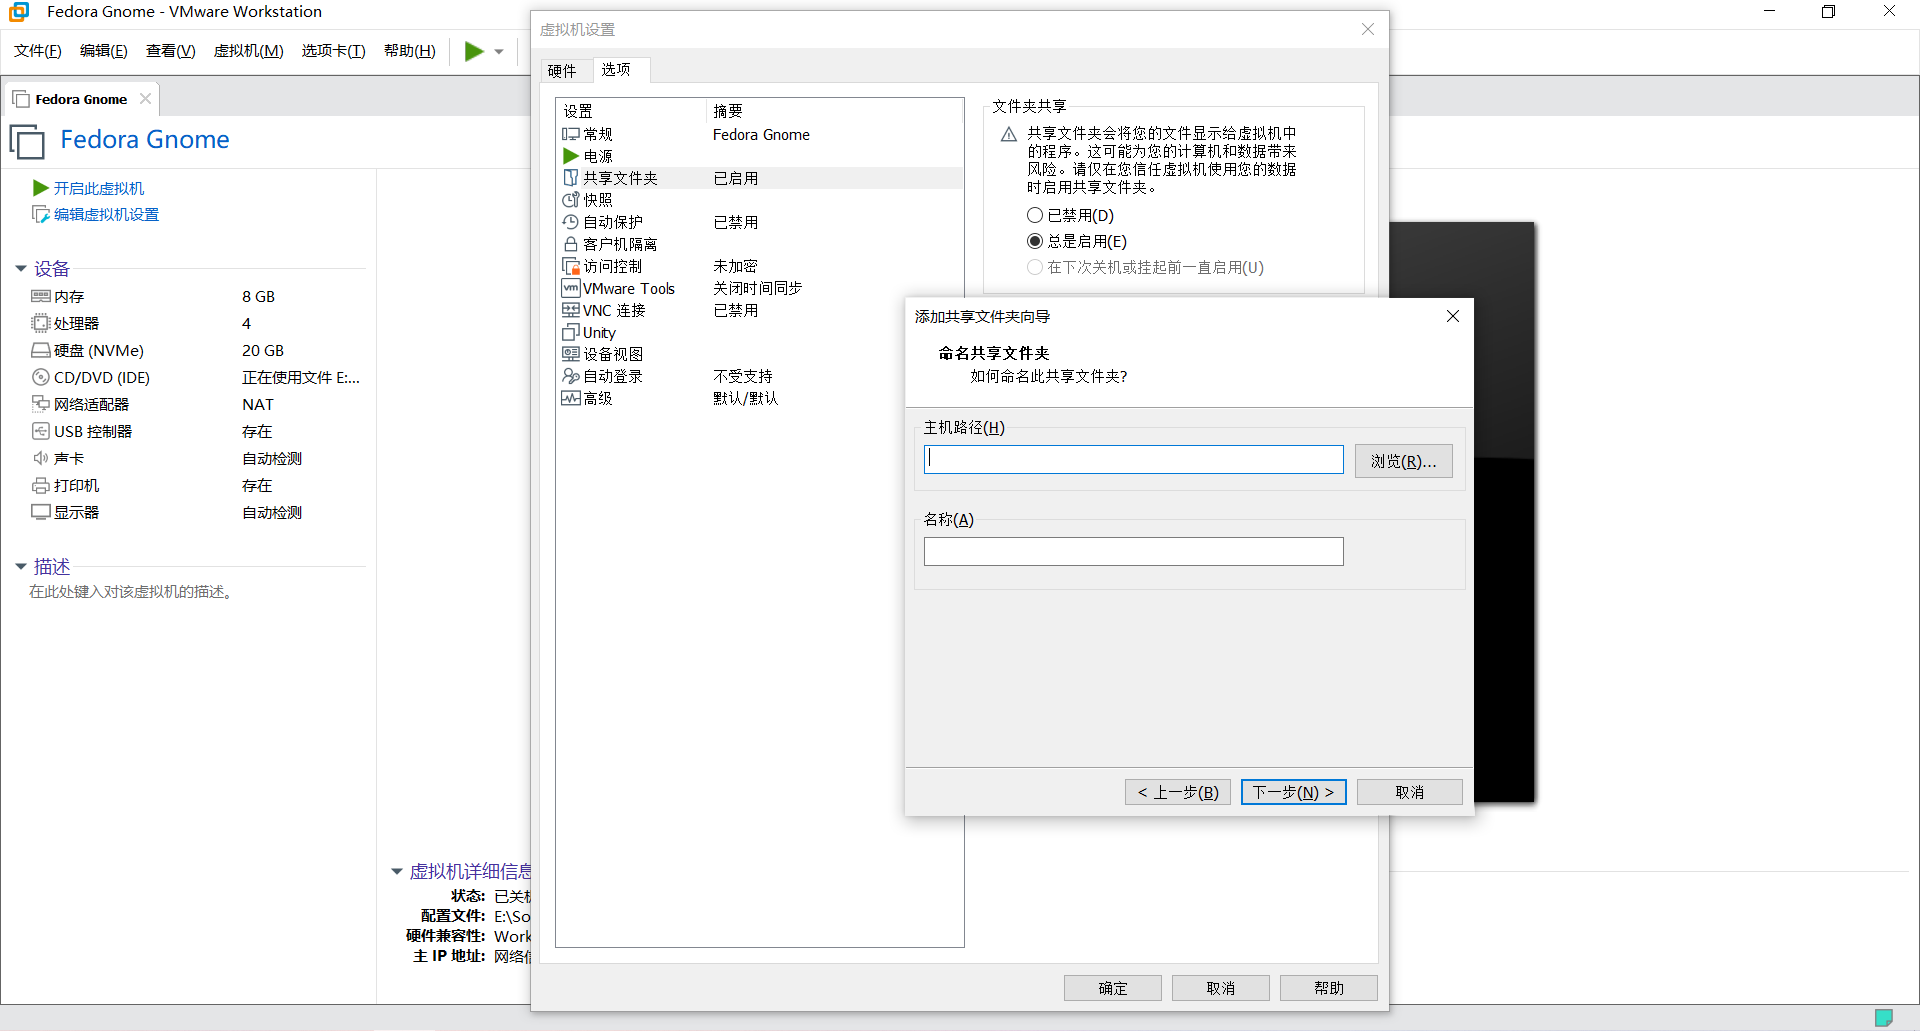 Fedora Gnome - VMware Workstation
文件(F) 编辑(E) 查看(V) 虚拟机(M) 选项卡(T) 帮助(H)
Fedora Gnome
Fedora Gnome
开启此虚拟机
编辑虚拟机设置
设备
内存 8 GB
处理器 4
硬盘 (NVMe) 20 GB
CD/DVD (IDE) 正在使用文件 E:...
网络适配器 NAT
USB 控制器 存在
声卡 自动检测
打印机 存在
显示器 自动检测
描述
在此处键入对该虚拟机的描述。
虚拟机详细信息
状态: 已关机
配置文件: E:\So
硬件兼容性: Work
主 IP 地址: 网络信
虚拟机设置
硬件 选项
设置 摘要
常规 Fedora Gnome
电源
共享文件夹 已启用
快照
自动保护 已禁用
客户机隔离
访问控制 未加密
VMware Tools 关闭时间同步
VNC 连接 已禁用
Unity
设备视图
自动登录 不受支持
高级 默认/默认
文件夹共享
共享文件夹会将您的文件显示给虚拟机中
的程序。这可能为您的计算机和数据带来
风险。请仅在您信任虚拟机使用您的数据
时启用共享文件夹。
已禁用(D)
总是启用(E)
在下次关机或挂起前一直启用(U)
添加共享文件夹向导
命名共享文件夹
如何命名此共享文件夹?
主机路径(H)
浏览(R)...
名称(A)
< 上一步(B) 下一步(N) > 取消
确定 取消 帮助